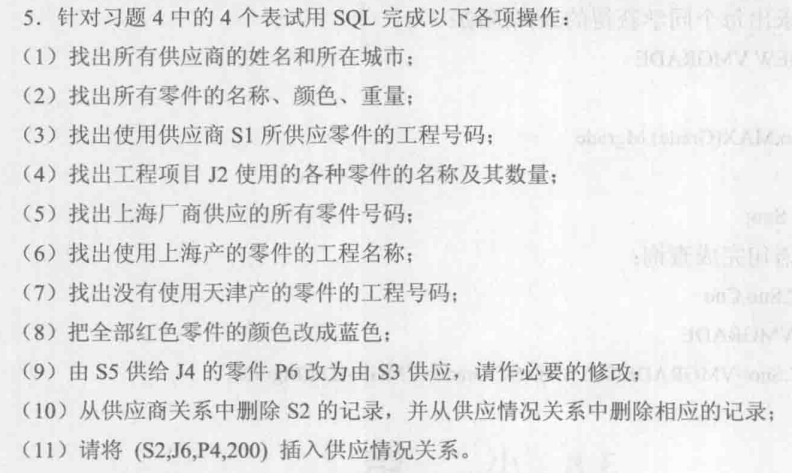 5．针对习题 4 中的 4 个表试用 SQL 完成以下各项操作：
（1）找出所有供应商的姓名和所在城市；
（2）找出所有零件的名称、颜色、重量；
（3）找出使用供应商 S1 所供应零件的工程号码；
（4）找出工程项目 J2 使用的各种零件的名称及其数量；
（5）找出上海厂商供应的所有零件号码；
（6）找出使用上海产的零件的工程名称；
（7）找出没有使用天津产的零件的工程号码；
（8）把全部红色零件的颜色改成蓝色；
（9）由 S5 供给 J4 的零件 P6 改为由 S3 供应，请作必要的修改；
（10）从供应商关系中删除 S2 的记录，并从供应情况关系中删除相应的记录；
（11）请将 (S2,J6,P4,200) 插入供应情况关系。